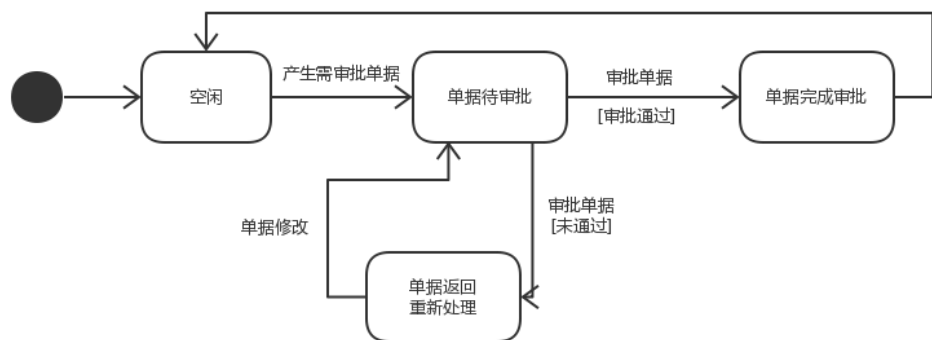 产生需审批单据
审批单据
空闲
单据待审批
单据完成审批
[审批通过]
审批单据
[未通过]
单据修改
单据返回
重新处理